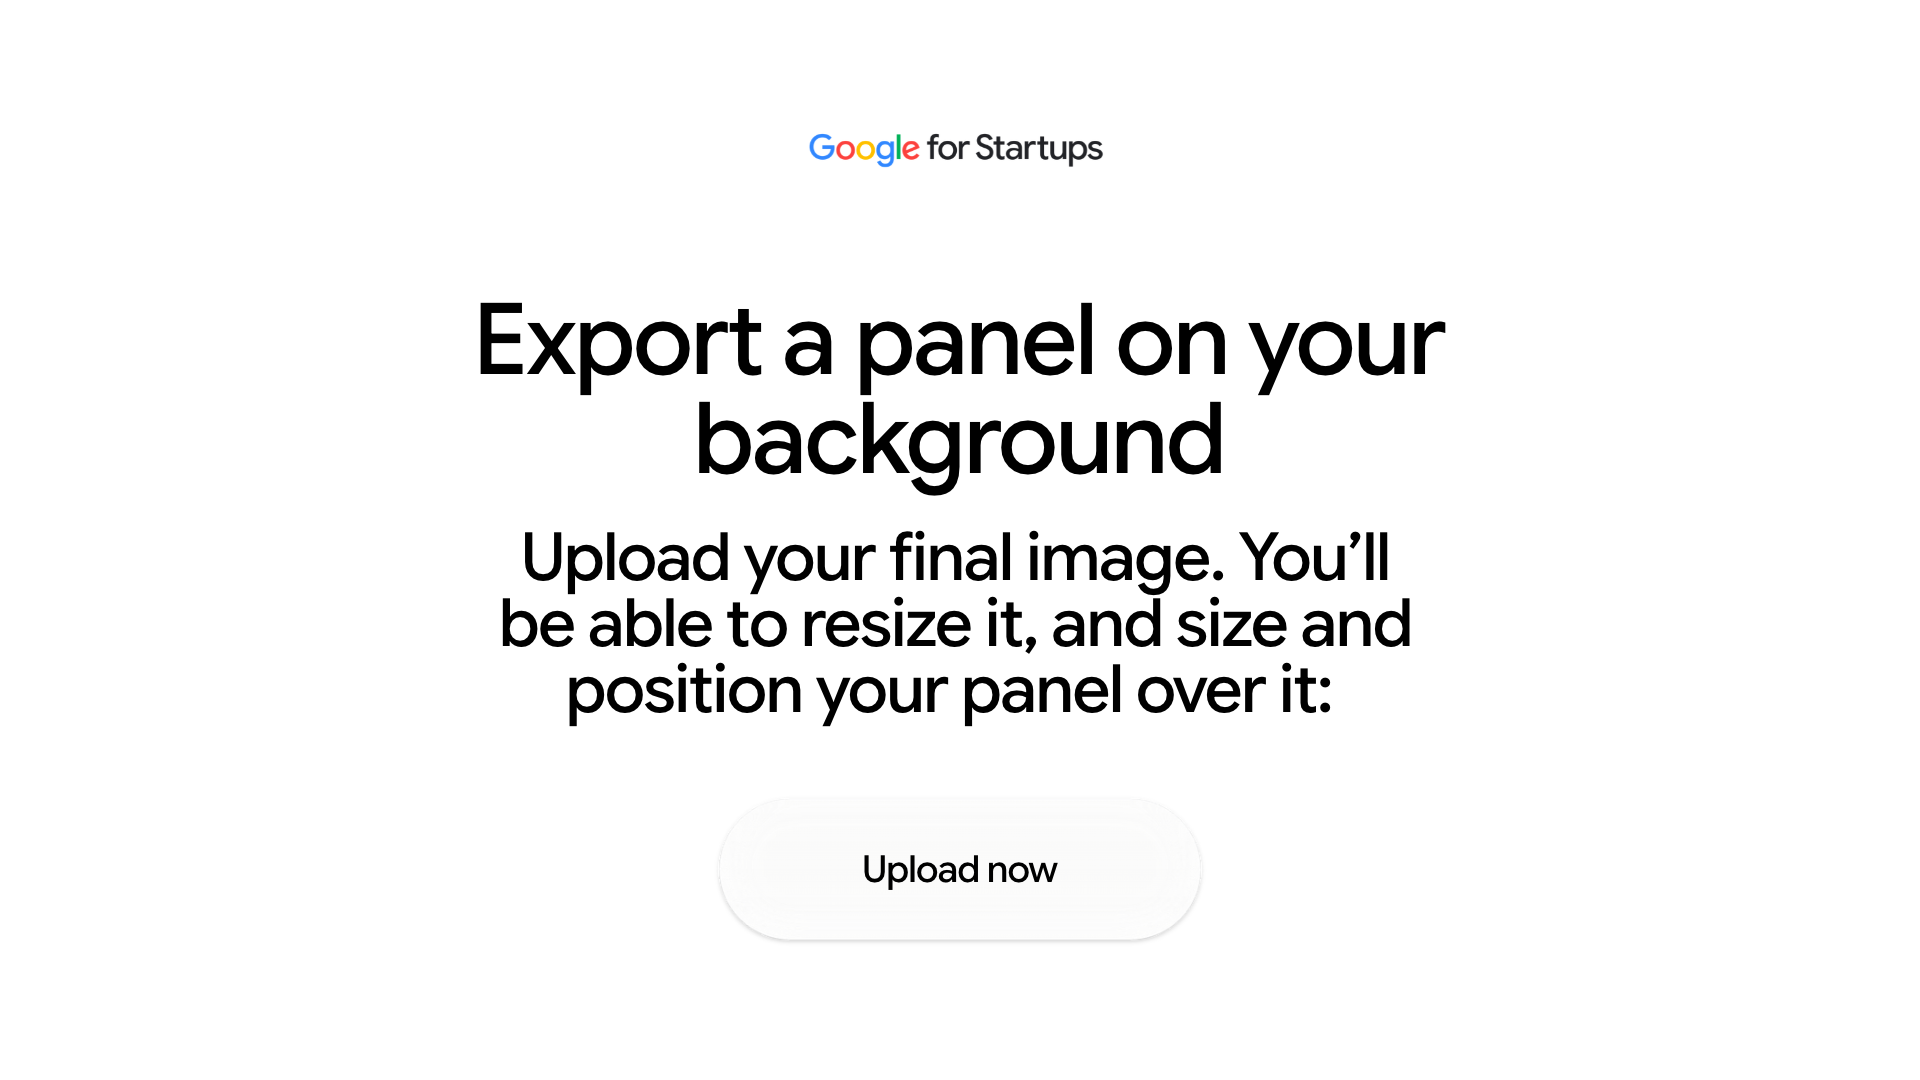 Google for Startups
Export a panel on your
background
Upload your final image. You’ll
be able to resize it, and size and
position your panel over it:
Upload now